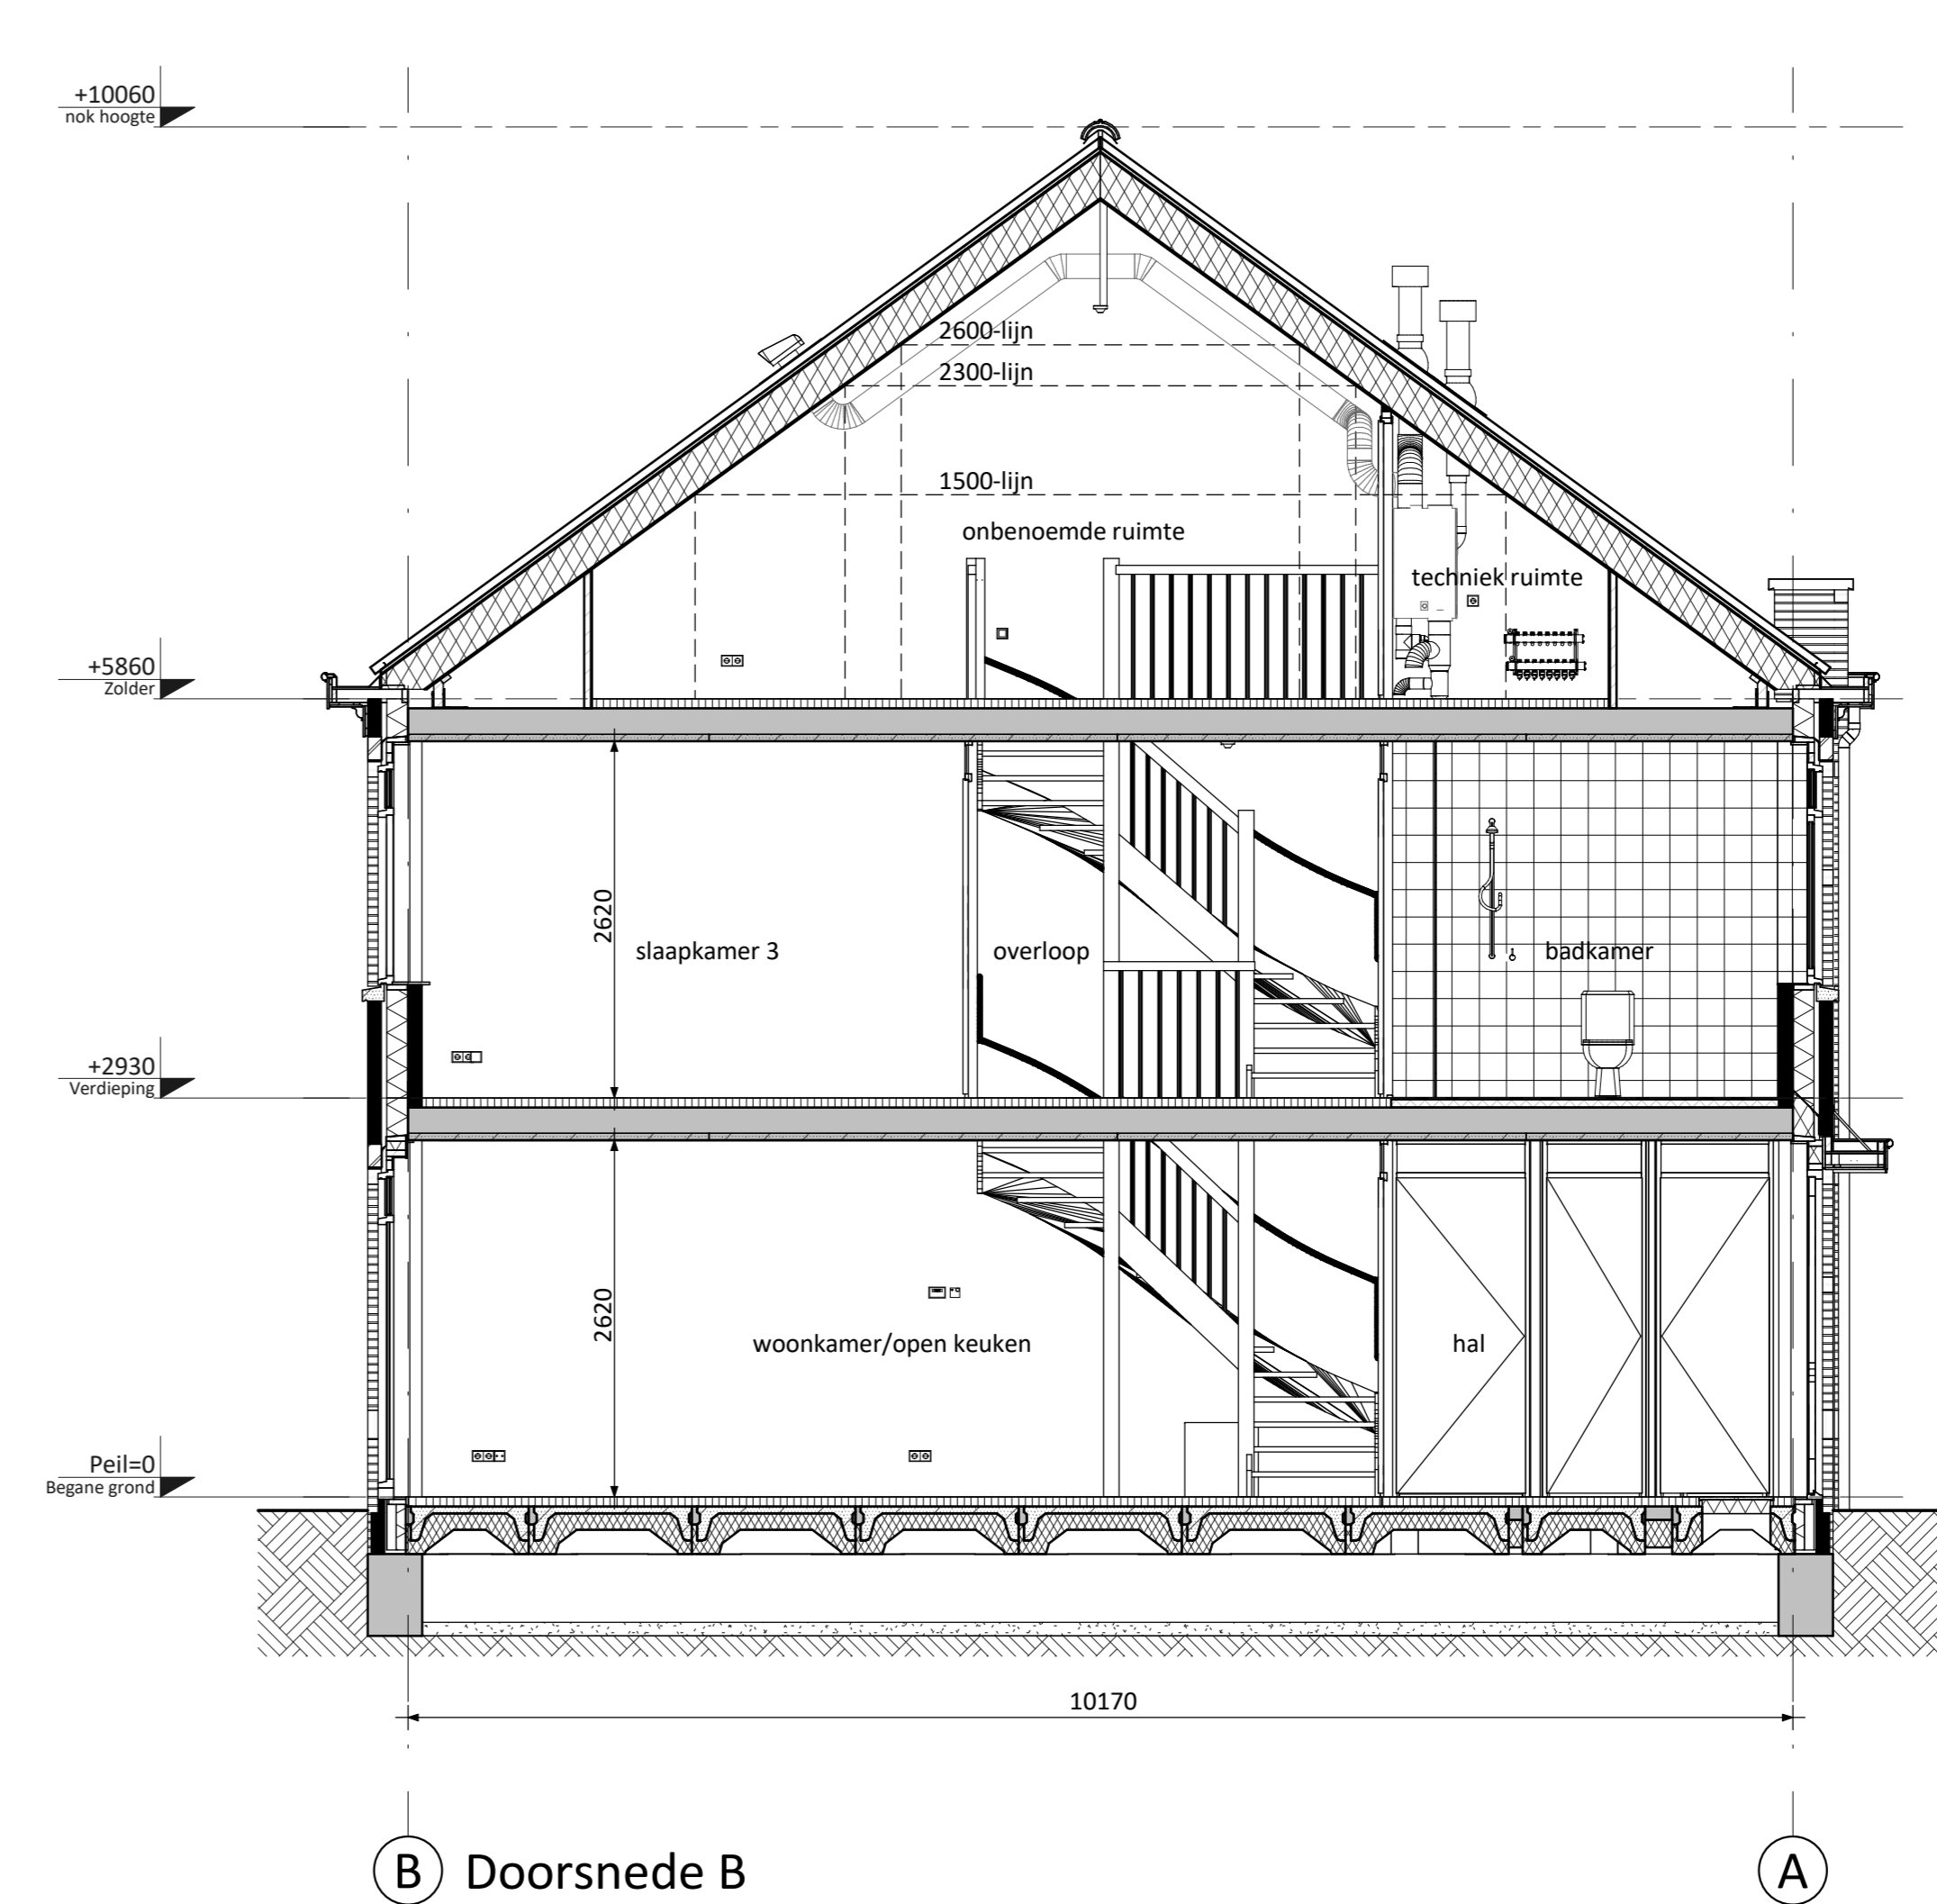 +10060
nok hoogte
2600-lijn
2300-lijn
1500-lijn
onbenoemde ruimte
techniek ruimte
+5860
Zolder
2620
slaapkamer 3
overloop
badkamer
+2930
Verdieping
2620
woonkamer/open keuken
hal
Peil=0
Begane grond
10170
B
Doorsnede B
A